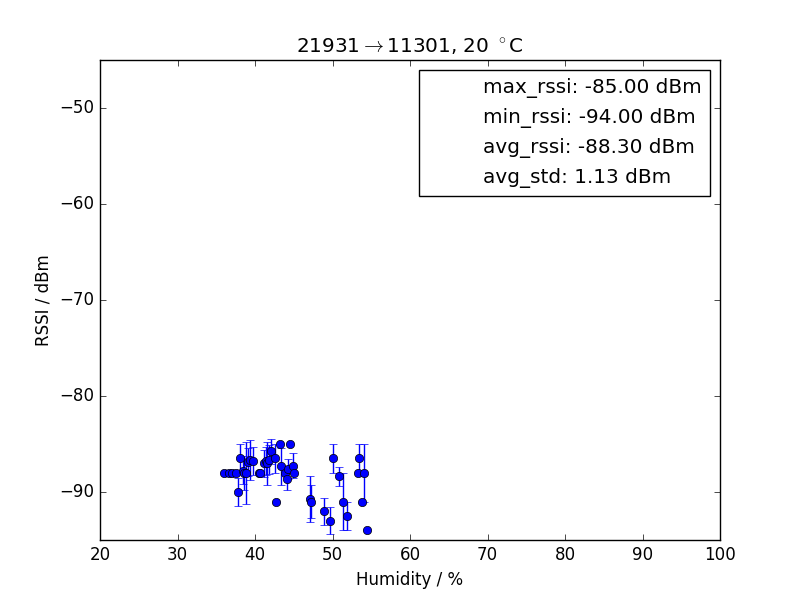 21931→11301, 20 °C
max_rssi: -85.00 dBm
min_rssi: -94.00 dBm
avg_rssi: -88.30 dBm
avg_std: 1.13 dBm
RSSI / dBm
−50
−60
−70
−80
−90
20 30 40 50 60 70 80 90 100
Humidity / %